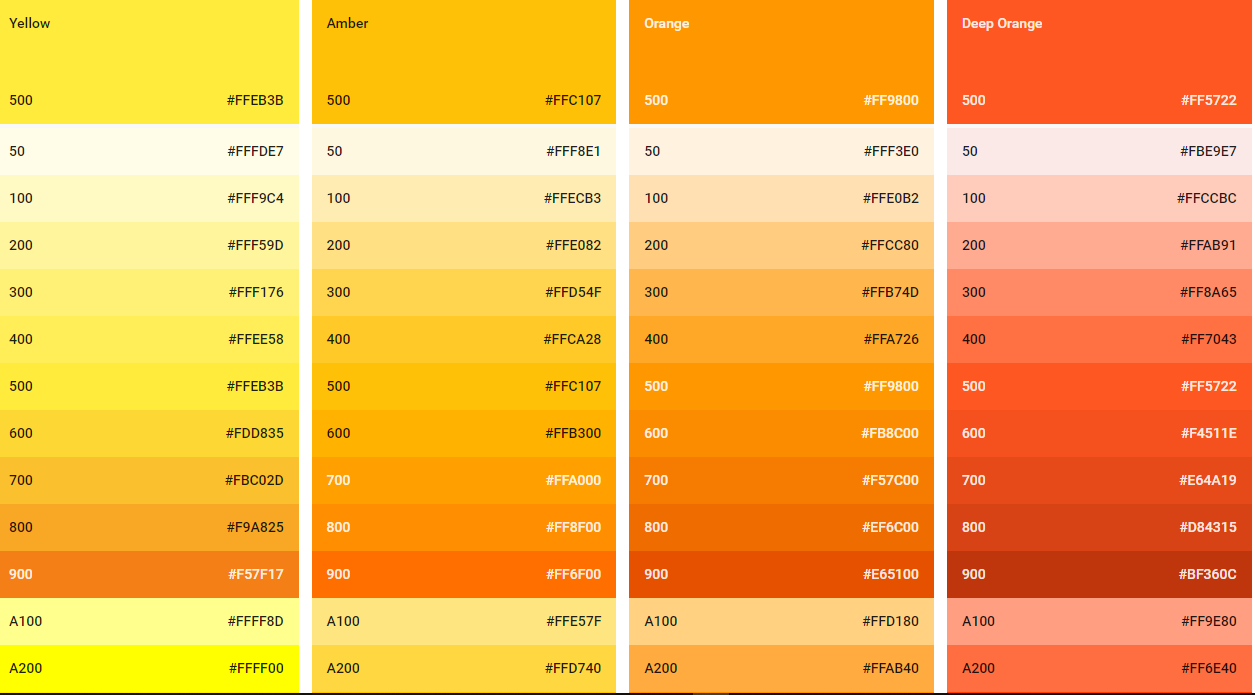 Yellow
500 #FFEB3B
50 #FFFDE7
100 #FFF9C4
200 #FFF59D
300 #FFF176
400 #FFEE58
500 #FFEB3B
600 #FDD835
700 #FBC02D
800 #F9A825
900 #F57F17
A100 #FFFF8D
A200 #FFFF00
Amber
500 #FFC107
50 #FFF8E1
100 #FFECB3
200 #FFE082
300 #FFD54F
400 #FFCA28
500 #FFC107
600 #FFB300
700 #FFA000
800 #FF8F00
900 #FF6F00
A100 #FFE57F
A200 #FFD740
Orange
500 #FF9800
50 #FFF3E0
100 #FFE0B2
200 #FFCC80
300 #FFB74D
400 #FFA726
500 #FF9800
600 #FB8C00
700 #F57C00
800 #EF6C00
900 #E65100
A100 #FFD180
A200 #FFAB40
Deep Orange
500 #FF5722
50 #FBE9E7
100 #FFCCBC
200 #FFAB91
300 #FF8A65
400 #FF7043
500 #FF5722
600 #F4511E
700 #E64A19
800 #D84315
900 #BF360C
A100 #FF9E80
A200 #FF6E40